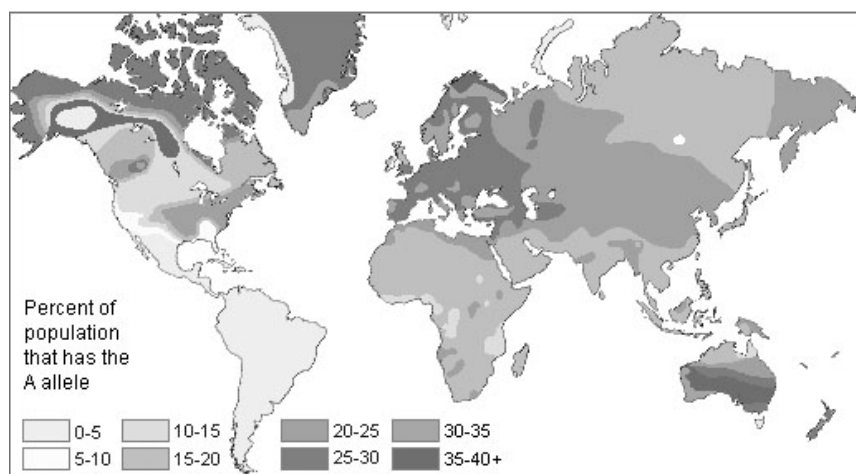 Percent of
population
that has the
A allele
0-5 10-15 20-25 30-35
5-10 15-20 25-30 35-40+